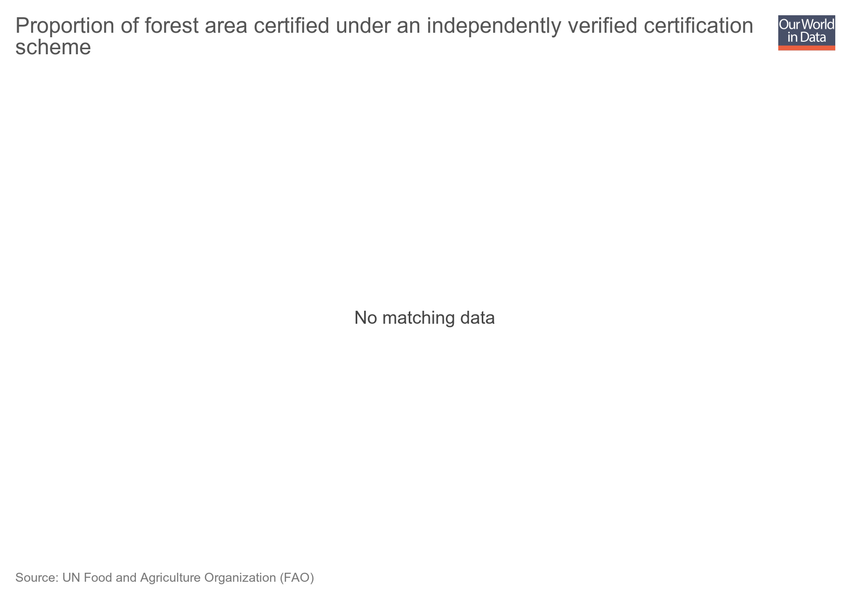 Proportion of forest area certified under an independently verified certification
scheme
Our World
in Data
No matching data
Source: UN Food and Agriculture Organization (FAO)